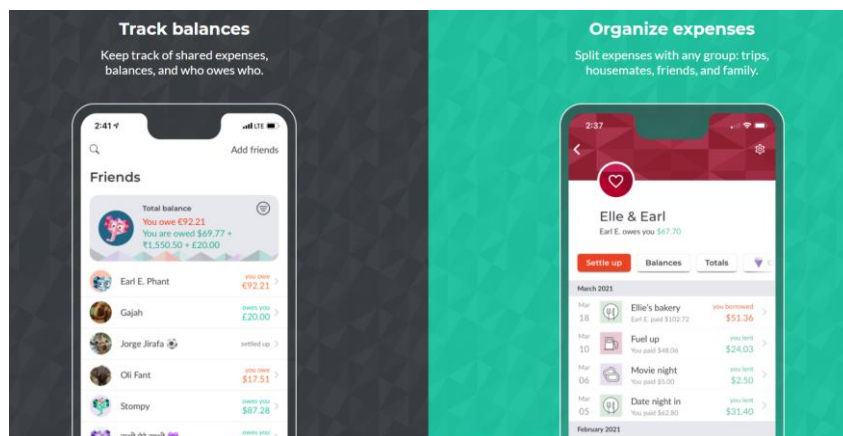 Track balances
Keep track of shared expenses,
balances, and who owes who.
2:41
LTE
Add friends
Friends
Total balance
You owe €92.21
You are owed $69.77 +
₹1,550.50 + £20.00
Earl E. Phant
you owe
€92.21
Gajah
owes you
£20.00
Jorge Jirafa
settled up
Oli Fant
you owe
$17.51
Stompy
owes you
$87.28
owes you
Organize expenses
Split expenses with any group: trips,
housemates, friends, and family.
2:37
Elle & Earl
Earl E. owes you $67.70
Settle up
Balances
Totals
March 2021
Mar
18
Ellie's bakery
Earl E. paid $102.72
you borrowed
$51.36
Mar
10
Fuel up
You paid $48.06
you lent
$24.03
Mar
06
Movie night
You paid $5.00
you lent
$2.50
Mar
05
Date night in
You paid $62.80
you lent
$31.40
February 2021